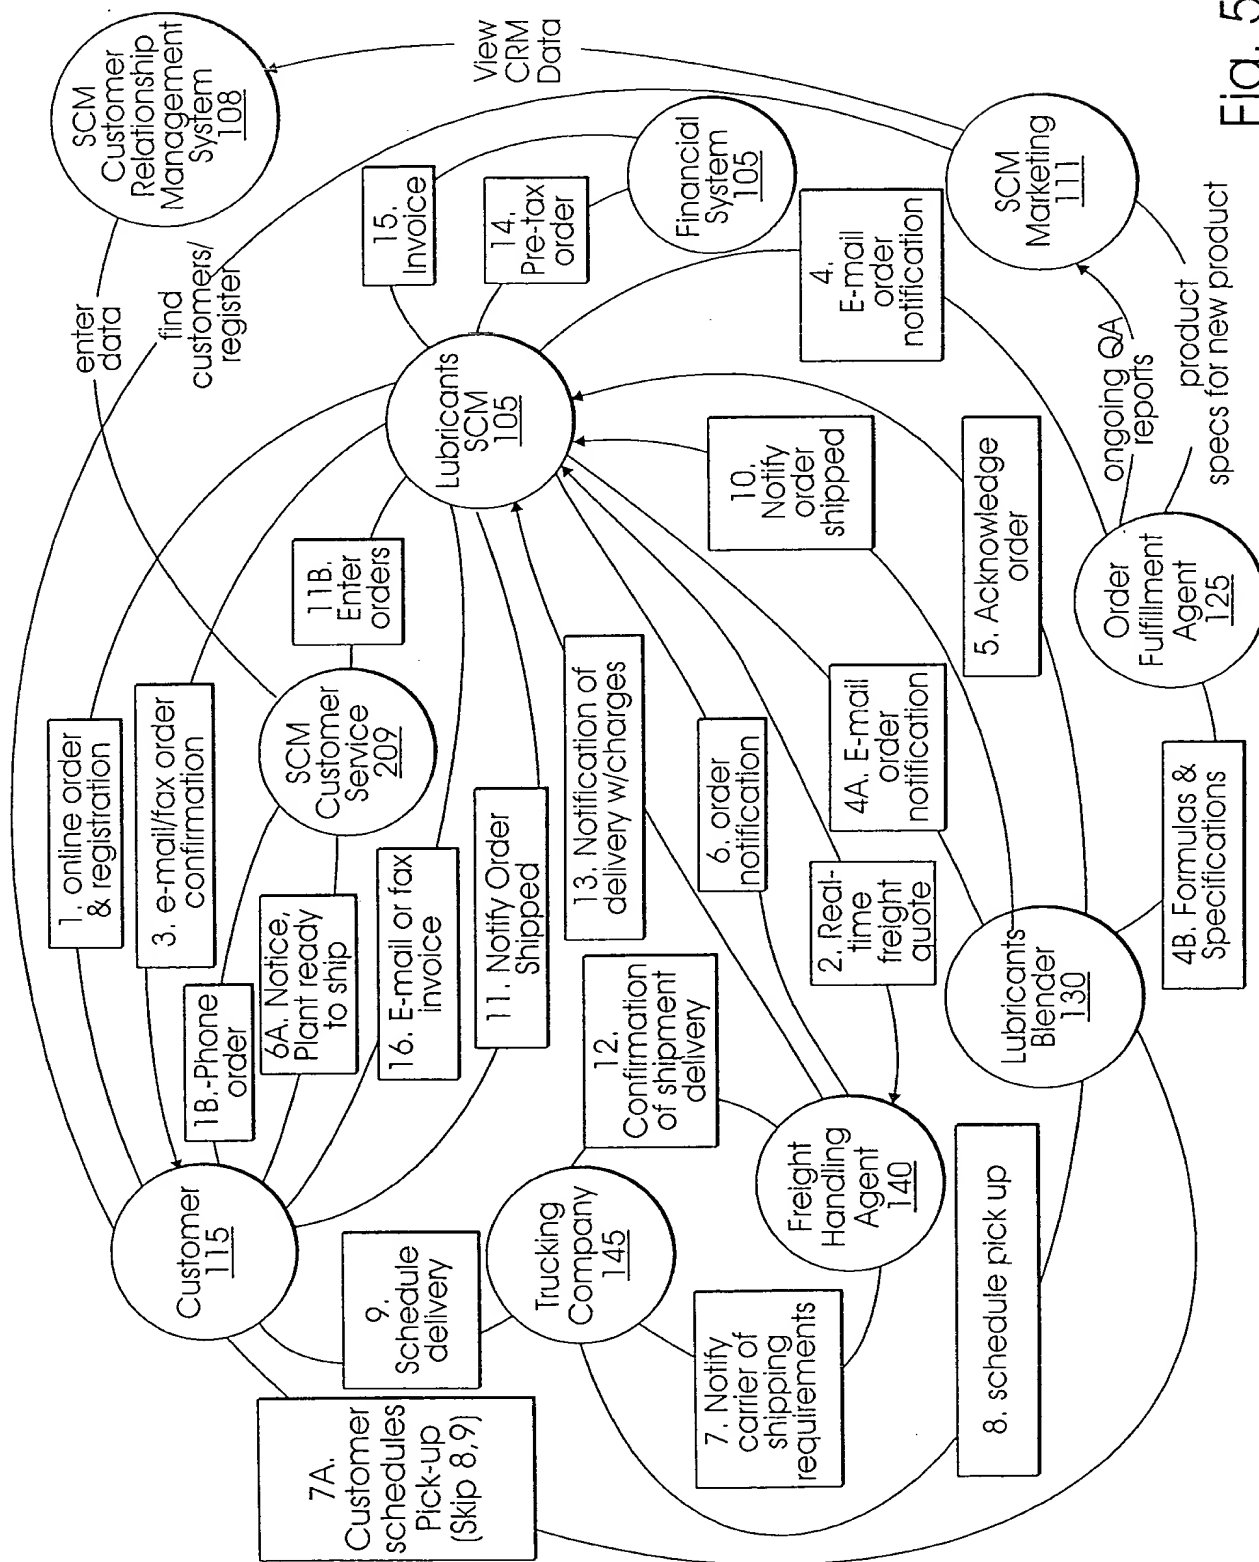 7A.
Customer
schedules
Pick-up
(Skip 8,9)
Customer
115
9.
Schedule
delivery
Trucking
Company
145
7. Notify
carrier of
shipping
requirements
8. schedule pick up
Freight
Handling
Agent
140
12.
Confirmation
of shipment
delivery
1. online order
& registration
3. e-mail/fax order
confirmation
1B.-Phone
order
6A. Notice,
Plant ready
to ship
16. E-mail or fax
invoice
11. Notify Order
Shipped
13. Notification of
delivery w/charges
6. order
notification
2. Real-
time
freight
quote
4A. E-mail
order
notification
Lubricants
Blender
130
4B. Formulas &
Specifications
SCM
Customer
Service
209
11B.
Enter
orders
Lubricants
SCM
105
10.
Notify
order
shipped
5. Acknowledge
order
Order
Fulfillment
Agent
125
enter
data
find
customers/
register
15.
Invoice
14.
Pre-tax
order
4.
E-mail
order
notification
ongoing QA
reports
product
specs for new product
SCM
Customer
Relationship
Management
System
108
View
CRM
Data
Financial
System
105
SCM
Marketing
111
Fig. 5